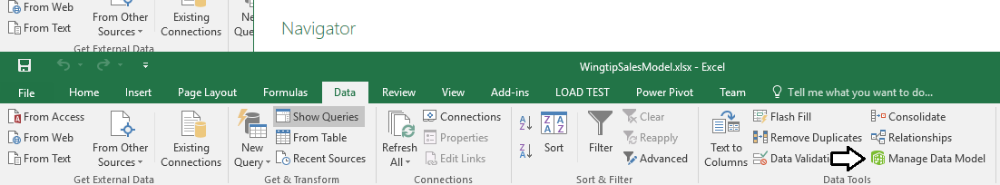 From Web
From Text
From Other
Sources
Existing
Connections
New
Get External Data
Navigator
WingtipSalesModel.xlsx - Excel
File Home Insert Page Layout Formulas Data Review View Add-ins LOAD TEST Power Pivot Team Tell me what you want to do...
From Access
From Web
From Text
From Other
Sources
Existing
Connections
Get External Data
New
Query
Show Queries
From Table
Recent Sources
Get & Transform
Refresh
All
Connections
Properties
Edit Links
Connections
A Z
Z A
Z A
A Z
Sort
Filter
Clear
Reapply
Advanced
Sort & Filter
Text to
Columns
Flash Fill
Remove Duplicates
Data Validati
Consolidate
Relationships
Manage Data Model
Data Tools